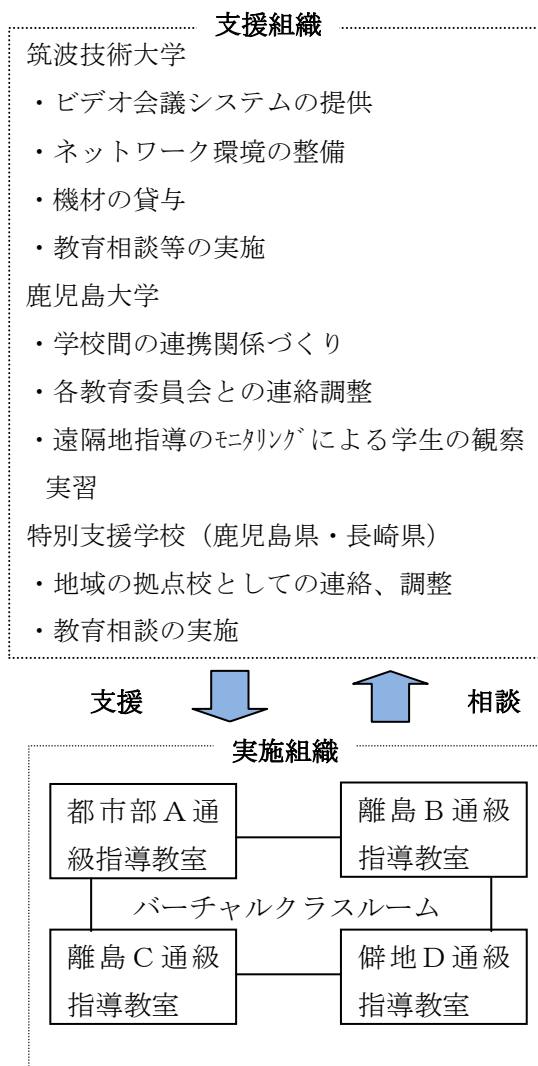 支援組織
筑波技術大学
・ビデオ会議システムの提供
・ネットワーク環境の整備
・機材の貸与
・教育相談等の実施
鹿児島大学
・学校間の連携関係づくり
・各教育委員会との連絡調整
・遠隔地指導のﾓﾆﾀﾘﾝｸﾞによる学生の観察
実習
特別支援学校（鹿児島県・長崎県）
・地域の拠点校としての連絡、調整
・教育相談の実施
支援 相談
実施組織
都市部Ａ通
級指導教室
離島Ｂ通級
指導教室
バーチャルクラスルーム
離島Ｃ通級
指導教室
僻地Ｄ通級
指導教室